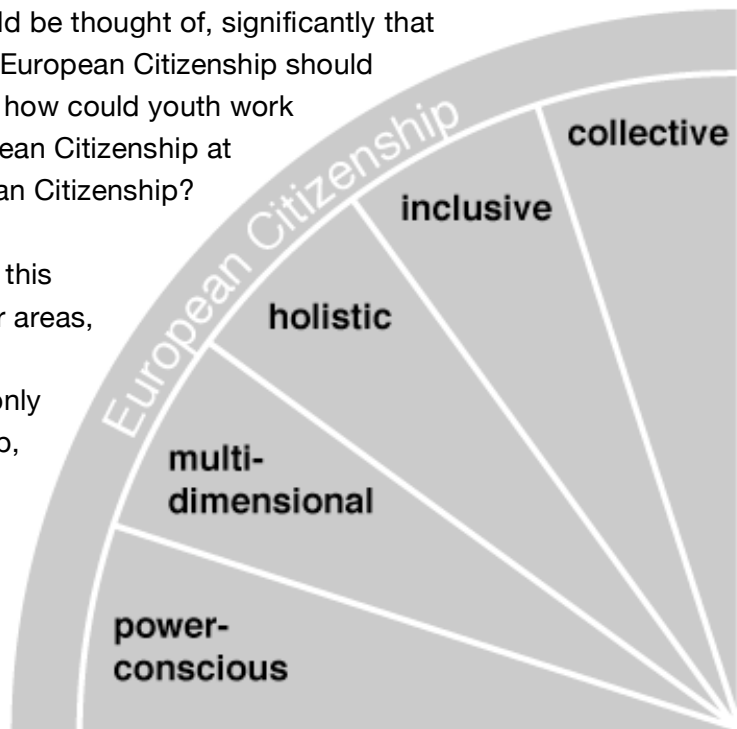 ld be thought of, significantly that
European Citizenship should
how could youth work
ean Citizenship at
an Citizenship?
this
r areas,
only
p,
European Citizenship
collective
inclusive
holistic
multi-
dimensional
power-
conscious